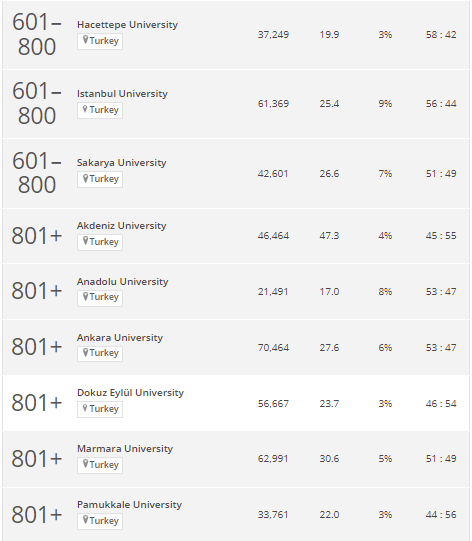 601–
800
Hacettepe University
Turkey
37,249 19.9 3% 58 : 42
601–
800
Istanbul University
Turkey
61,369 25.4 9% 56 : 44
601–
800
Sakarya University
Turkey
42,601 26.6 7% 51 : 49
801+
Akdeniz University
Turkey
46,464 47.3 4% 45 : 55
801+
Anadolu University
Turkey
21,491 17.0 8% 53 : 47
801+
Ankara University
Turkey
70,464 27.6 6% 53 : 47
801+
Dokuz Eylül University
Turkey
56,667 23.7 3% 46 : 54
801+
Marmara University
Turkey
62,991 30.6 5% 51 : 49
801+
Pamukkale University
Turkey
33,761 22.0 3% 44 : 56